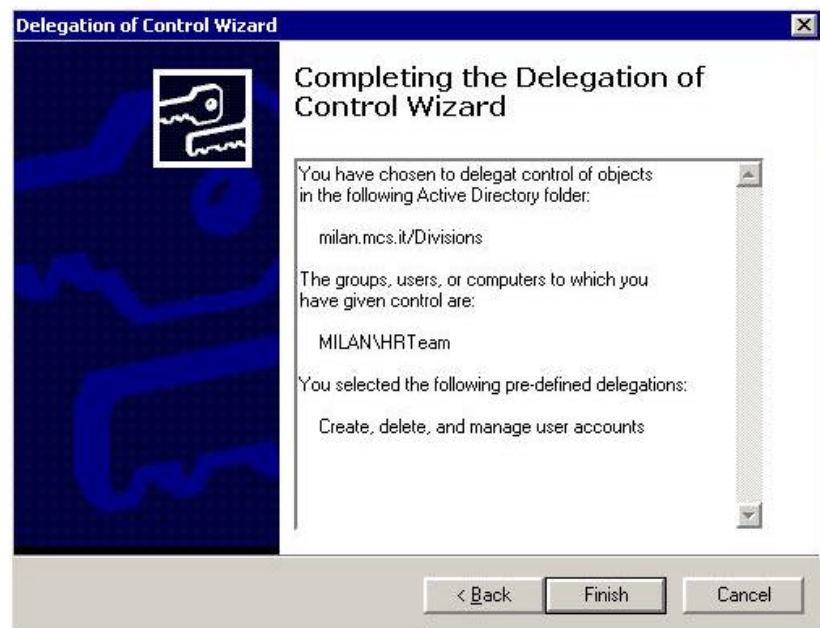 Delegation of Control Wizard
Completing the Delegation of
Control Wizard
You have chosen to delegat control of objects
in the following Active Directory folder:
milan.mcs.it/Divisions
The groups, users, or computers to which you
have given control are:
MILAN\HRTeam
You selected the following pre-defined delegations:
Create, delete, and manage user accounts
< Back
Finish
Cancel